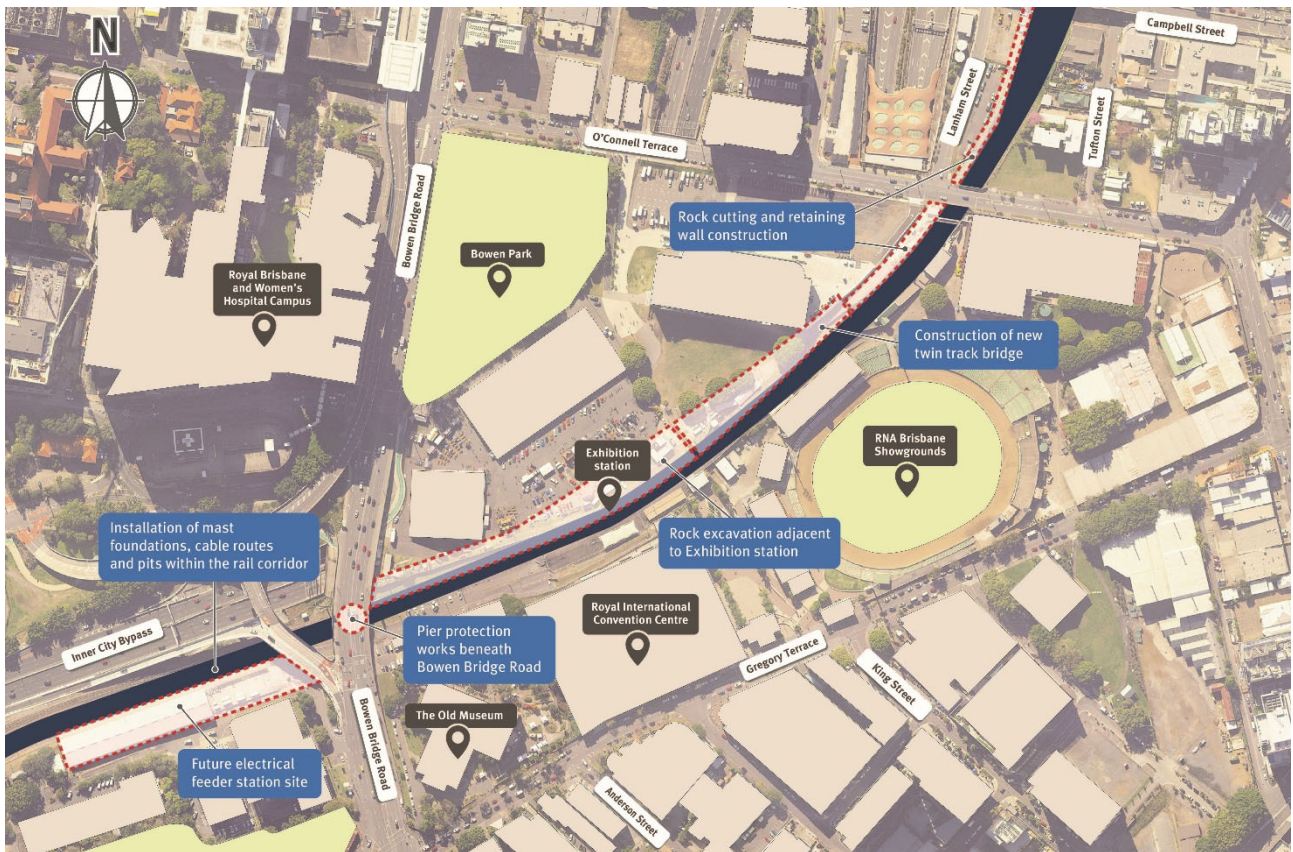 N
Campbell Street
Lanham Street
Tufton Street
O'Connell Terrace
Bowen Bridge Road
Rock cutting and retaining
wall construction
Bowen Park
Royal Brisbane
and Women's
Hospital Campus
Construction of new
twin track bridge
RNA Brisbane
Showgrounds
Exhibition
station
Installation of mast
foundations, cable routes
and pits within the rail corridor
Rock excavation adjacent
to Exhibition station
Royal International
Convention Centre
Inner City Bypass
Pier protection
works beneath
Bowen Bridge Road
Gregory Terrace
King Street
The Old Museum
Bowen Bridge Road
Future electrical
feeder station site
Anderson Street